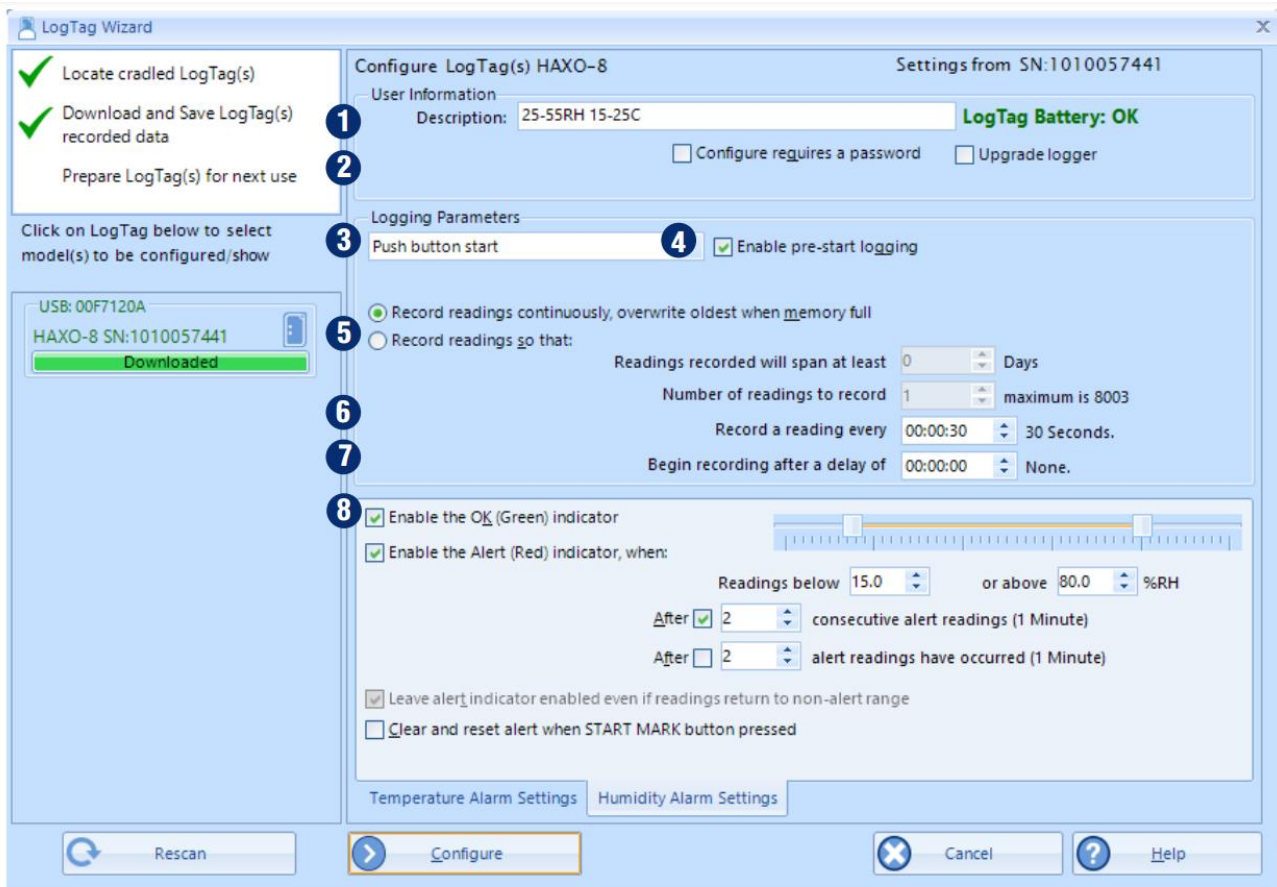 LogTag Wizard
x
Locate cradled LogTag(s)
Download and Save LogTag(s)
recorded data
Prepare LogTag(s) for next use
Click on LogTag below to select
model(s) to be configured/show
USB: 00F7120A
HAXO-8 SN:1010057441
Downloaded
Configure LogTag(s) HAXO-8
Settings from SN:1010057441
User Information
1 Description: 25-55RH 15-25C LogTag Battery: OK
2 Configure requires a password Upgrade logger
Logging Parameters
3 Push button start 4 Enable pre-start logging
Record readings continuously, overwrite oldest when memory full
5 Record readings so that:
Readings recorded will span at least 0 Days
6 Number of readings to record 1 maximum is 8003
Record a reading every 00:00:30 30 Seconds.
7 Begin recording after a delay of 00:00:00 None.
8 Enable the OK (Green) indicator
Enable the Alert (Red) indicator, when:
Readings below 15.0 or above 80.0 %RH
After 2 consecutive alert readings (1 Minute)
After 2 alert readings have occurred (1 Minute)
Leave alert indicator enabled even if readings return to non-alert range
Clear and reset alert when START MARK button pressed
Temperature Alarm Settings Humidity Alarm Settings
Rescan Configure Cancel ? Help